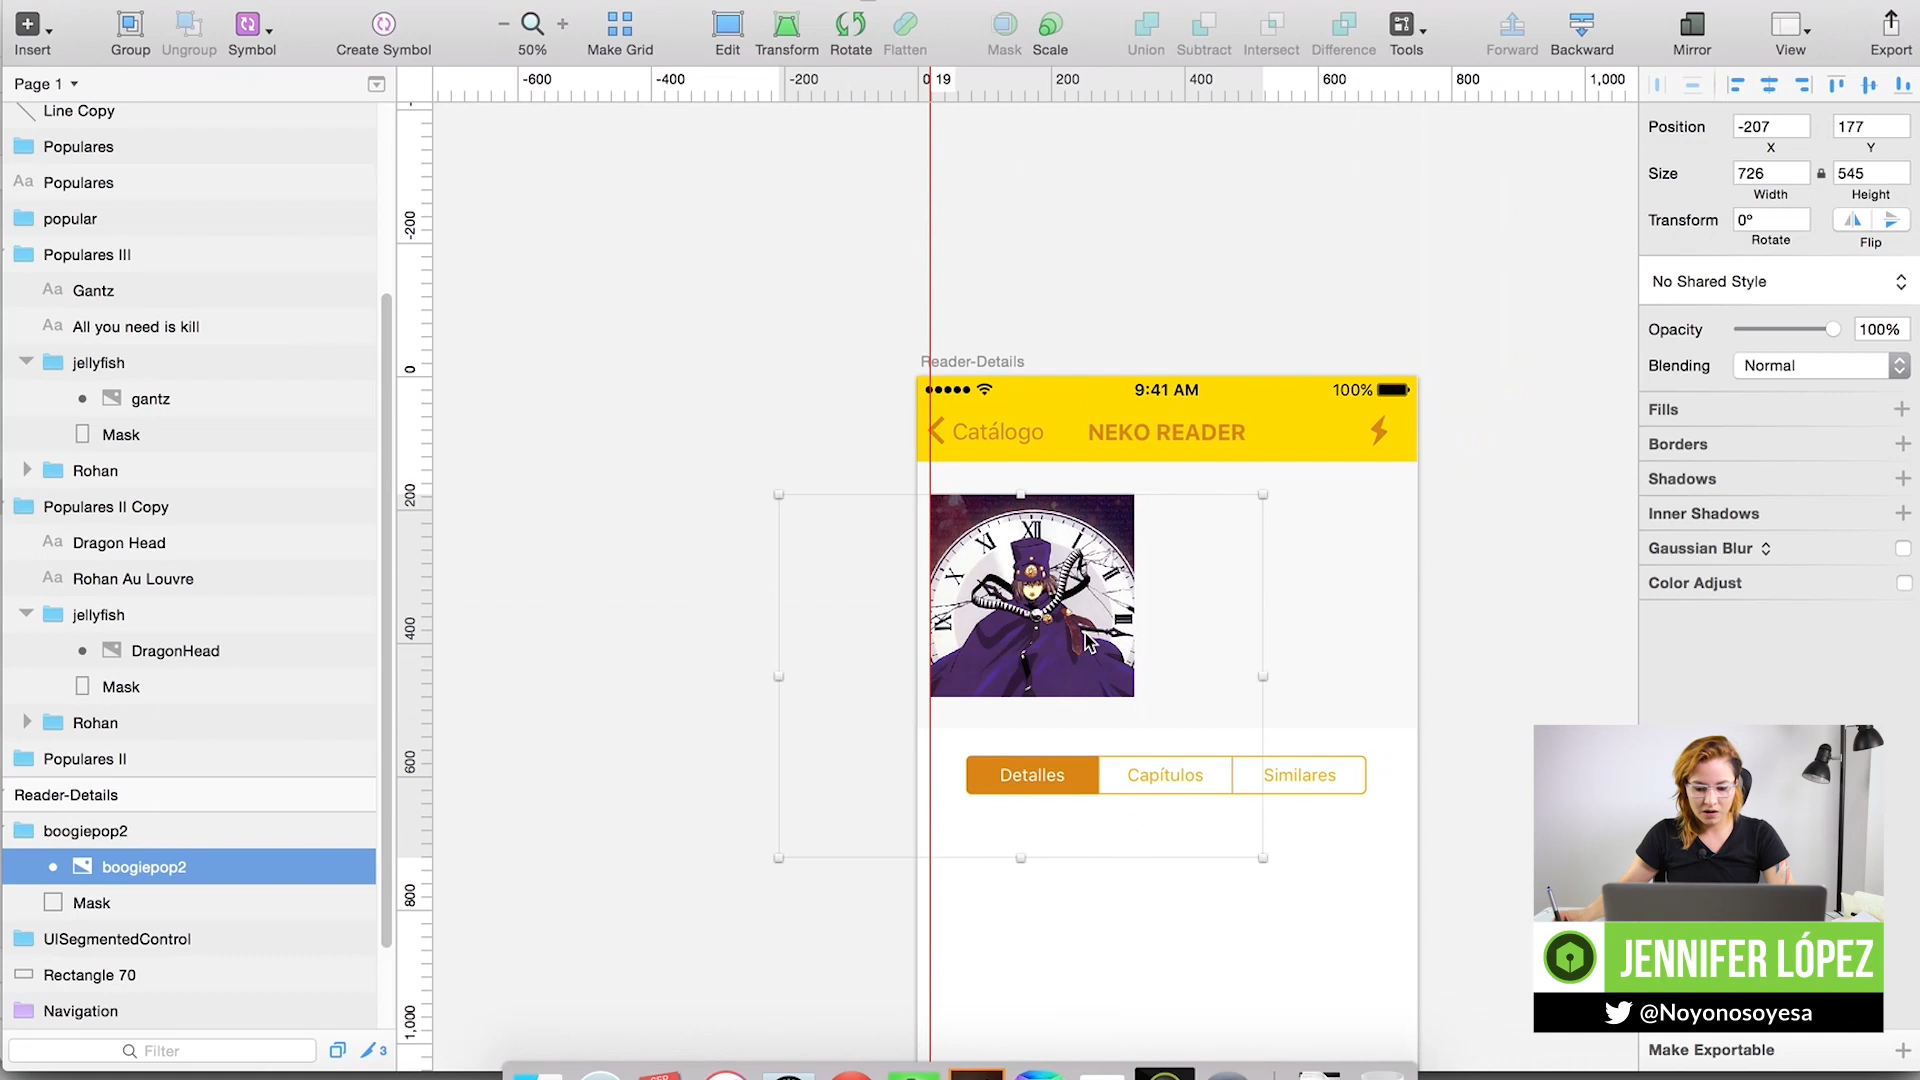 Insert
Group
Ungroup
Symbol
Create Symbol
50%
Make Grid
Edit
Transform
Rotate
Flatten
Mask
Scale
Union
Subtract
Intersect
Difference
Tools
Forward
Backward
Mirror
View
Export
Page 1
-600
-400
-200
0
19
200
400
600
800
1,000
Line Copy
Populares
Aa Populares
popular
Populares III
Aa Gantz
Aa All you need is kill
jellyfish
gantz
Mask
Rohan
Populares II Copy
Aa Dragon Head
Aa Rohan Au Louvre
jellyfish
DragonHead
Mask
Rohan
Populares II
Reader-Details
boogiepop2
boogiepop2
Mask
UISegmentedControl
Rectangle 70
Navigation
Filter
3
-200
0
200
400
600
800
1,000
Reader-Details
9:41 AM
100%
Catálogo
NEKO READER
Detalles
Capítulos
Similares
Position
-207
177
X
Y
Size
726
545
Width
Height
Transform
0°
Rotate
Flip
No Shared Style
Opacity
100%
Blending
Normal
Fills
Borders
Shadows
Inner Shadows
Gaussian Blur
Color Adjust
JENNIFER LÓPEZ
@Noyonosoyesa
Make Exportable